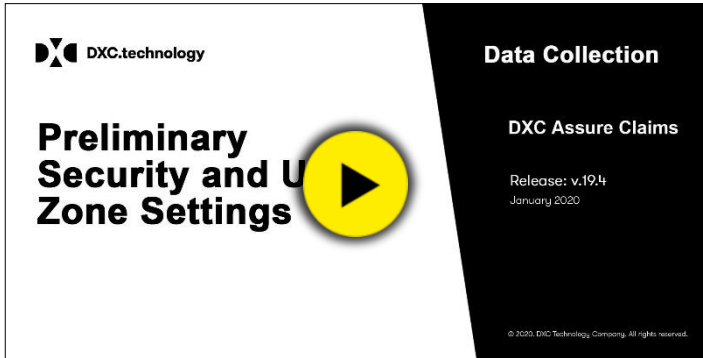 DXC.technology
Preliminary
Security and U
Zone Settings
Data Collection
DXC Assure Claims
Release: v.19.4
January 2020
© 2020. DXC Technology Company. All rights reserved.